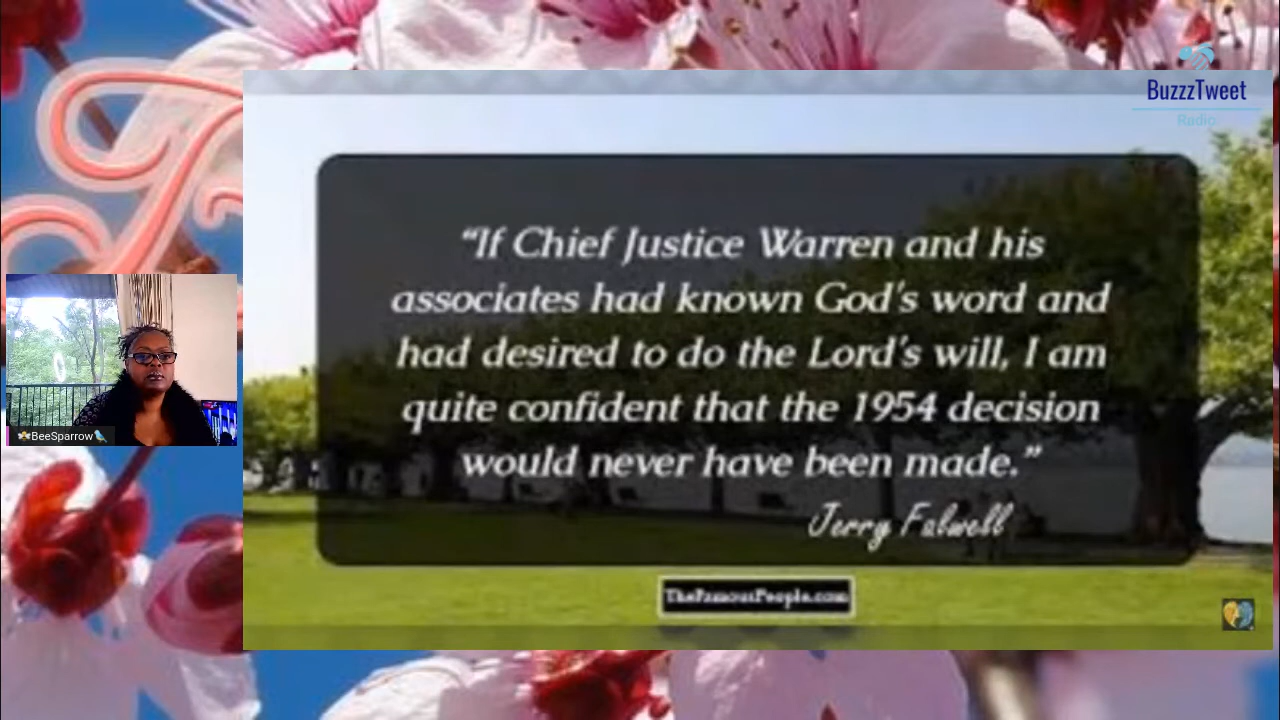 BuzzzTweet
Radio
“If Chief Justice Warren and his
associates had known God's word and
had desired to do the Lord's will, I am
quite confident that the 1954 decision
would never have been made.”
Jerry Falwell
TheFamousPeople.com
BeeSparrow